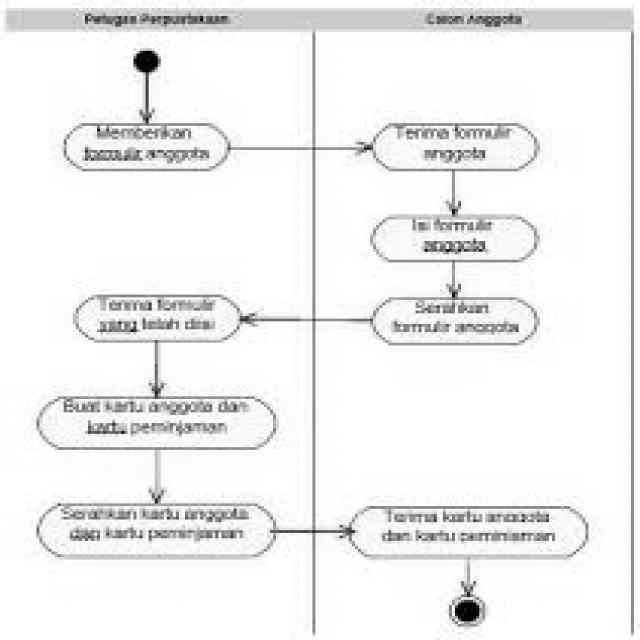 Petugas Perpustakaan
Calon Anggota
Memberikan
formulir anggota
Terima formulir
anggota
Isi formulir
anggota
Serahkan
formulir anggota
Terima formulir
yang telah diisi
Buat kartu anggota dan
kartu peminjaman
Serahkan kartu anggota
dan kartu peminjaman
Terima kartu anggota
dan kartu peminjaman